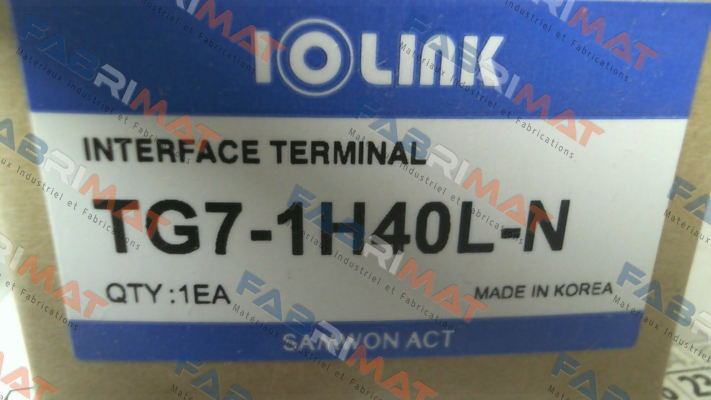 IOLINK
INTERFACE TERMINAL
TG7-1H40L-N
QTY :1EA
MADE IN KOREA
SAMWON ACT
FABRIMAT
Materiaux Industriel et Fabrications